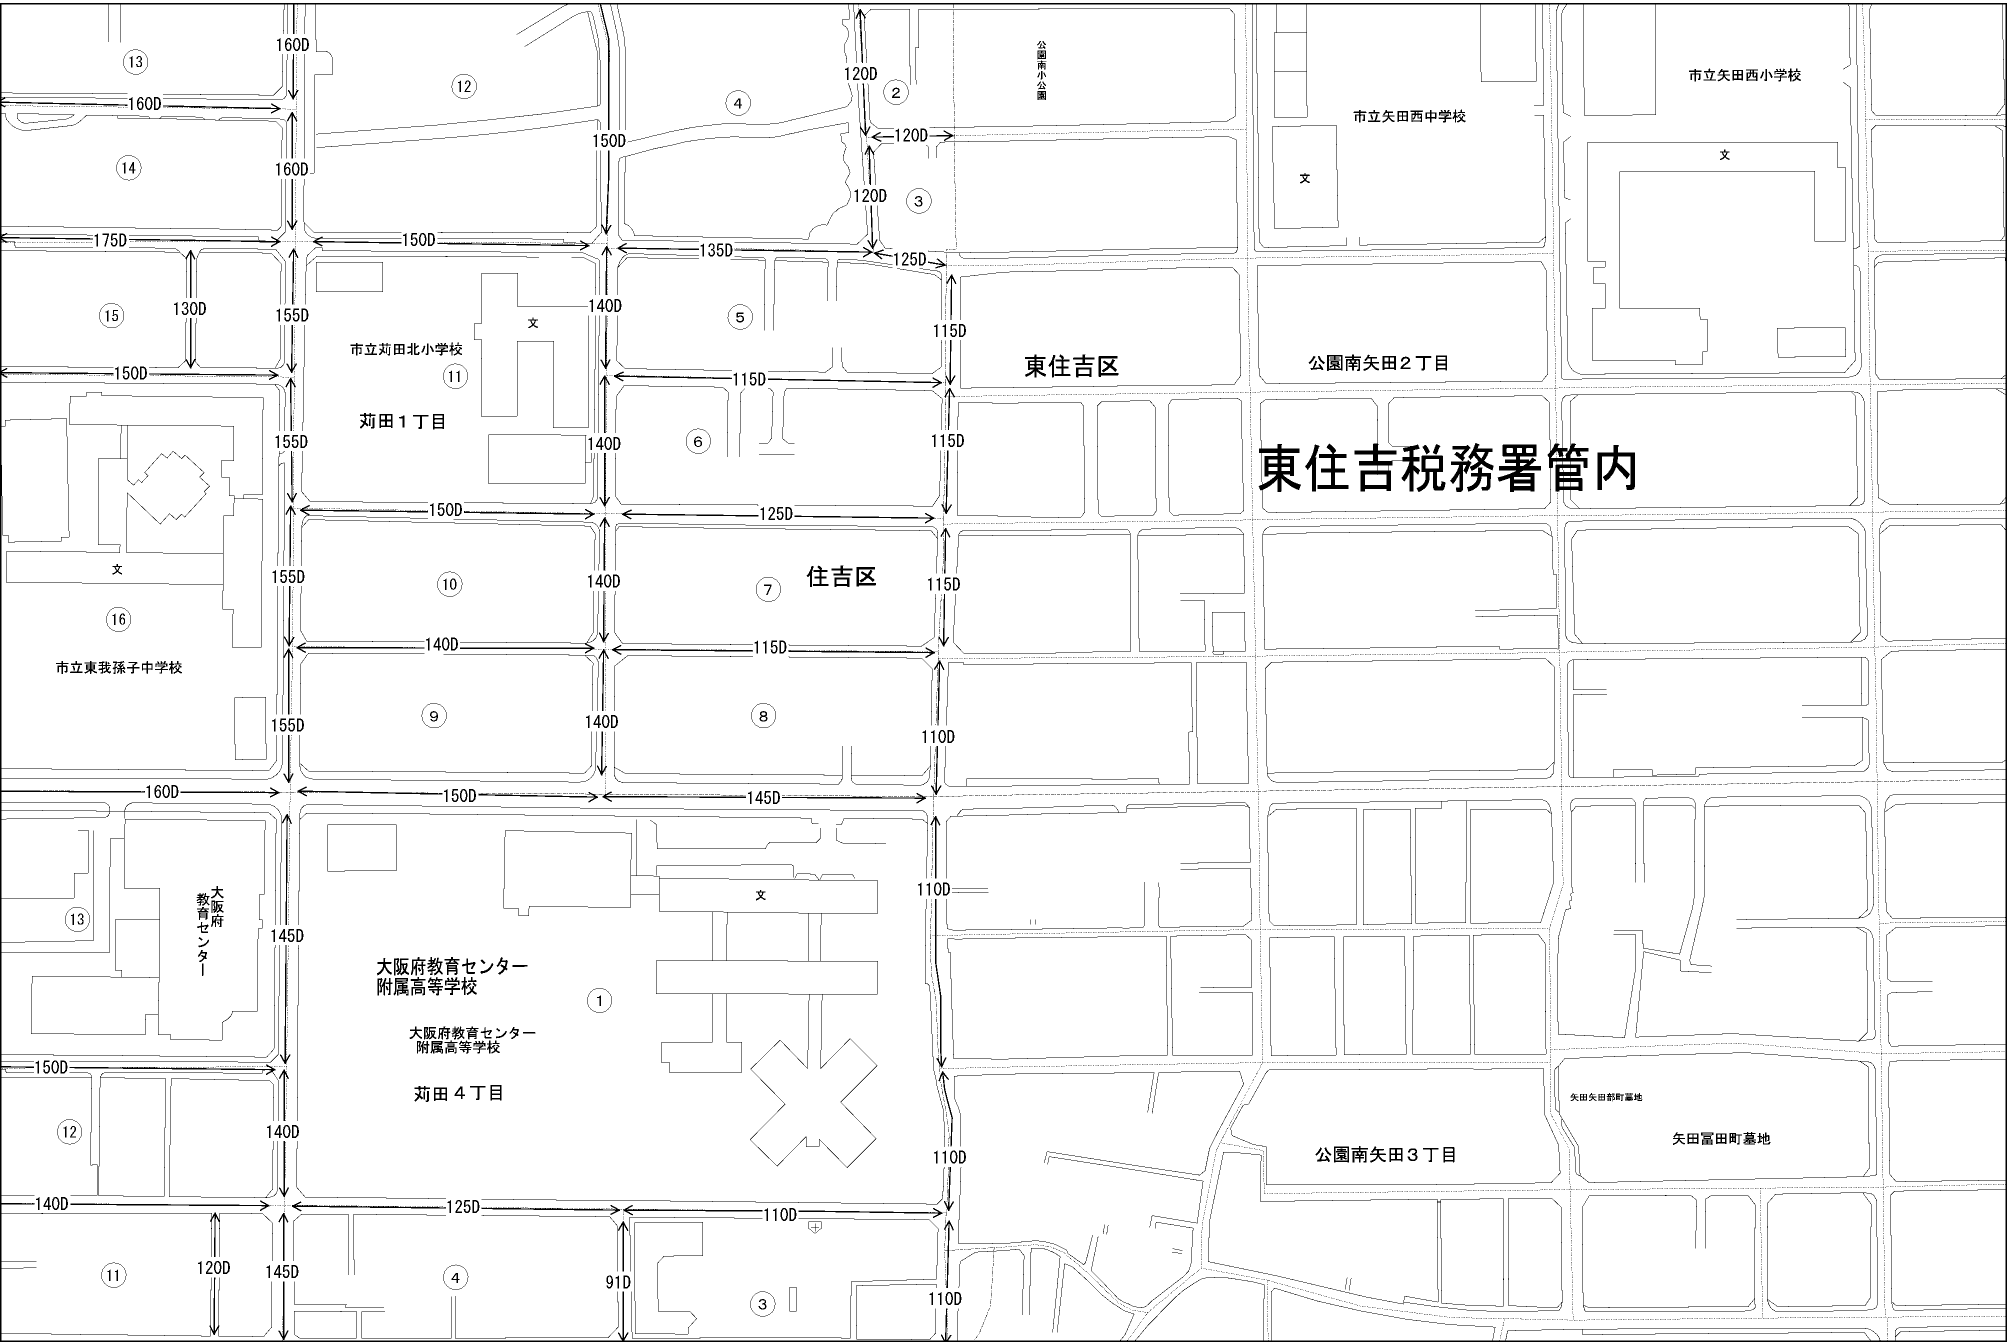 160D
13
12
160D
4
120D
2
公園南小公園
市立矢田西小学校
市立矢田西中学校
150D
120D
文
文
14
160D
120D
3
175D
150D
135D
125D
15
130D
155D
140D
5
115D
文
市立苅田北小学校
11
東住吉区
公園南矢田2丁目
150D
115D
苅田1丁目
155D
140D
6
115D
東住吉税務署管内
150D
125D
文
155D
10
140D
7
住吉区
115D
16
市立東我孫子中学校
140D
115D
155D
9
140D
8
110D
160D
150D
145D
13
大阪府
教育センター
145D
文
110D
大阪府教育センター
附属高等学校
1
大阪府教育センター
附属高等学校
150D
苅田4丁目
12
140D
110D
矢田矢田部町墓地
矢田冨田町墓地
公園南矢田3丁目
140D
125D
110D
11
120D
145D
4
91D
3
110D